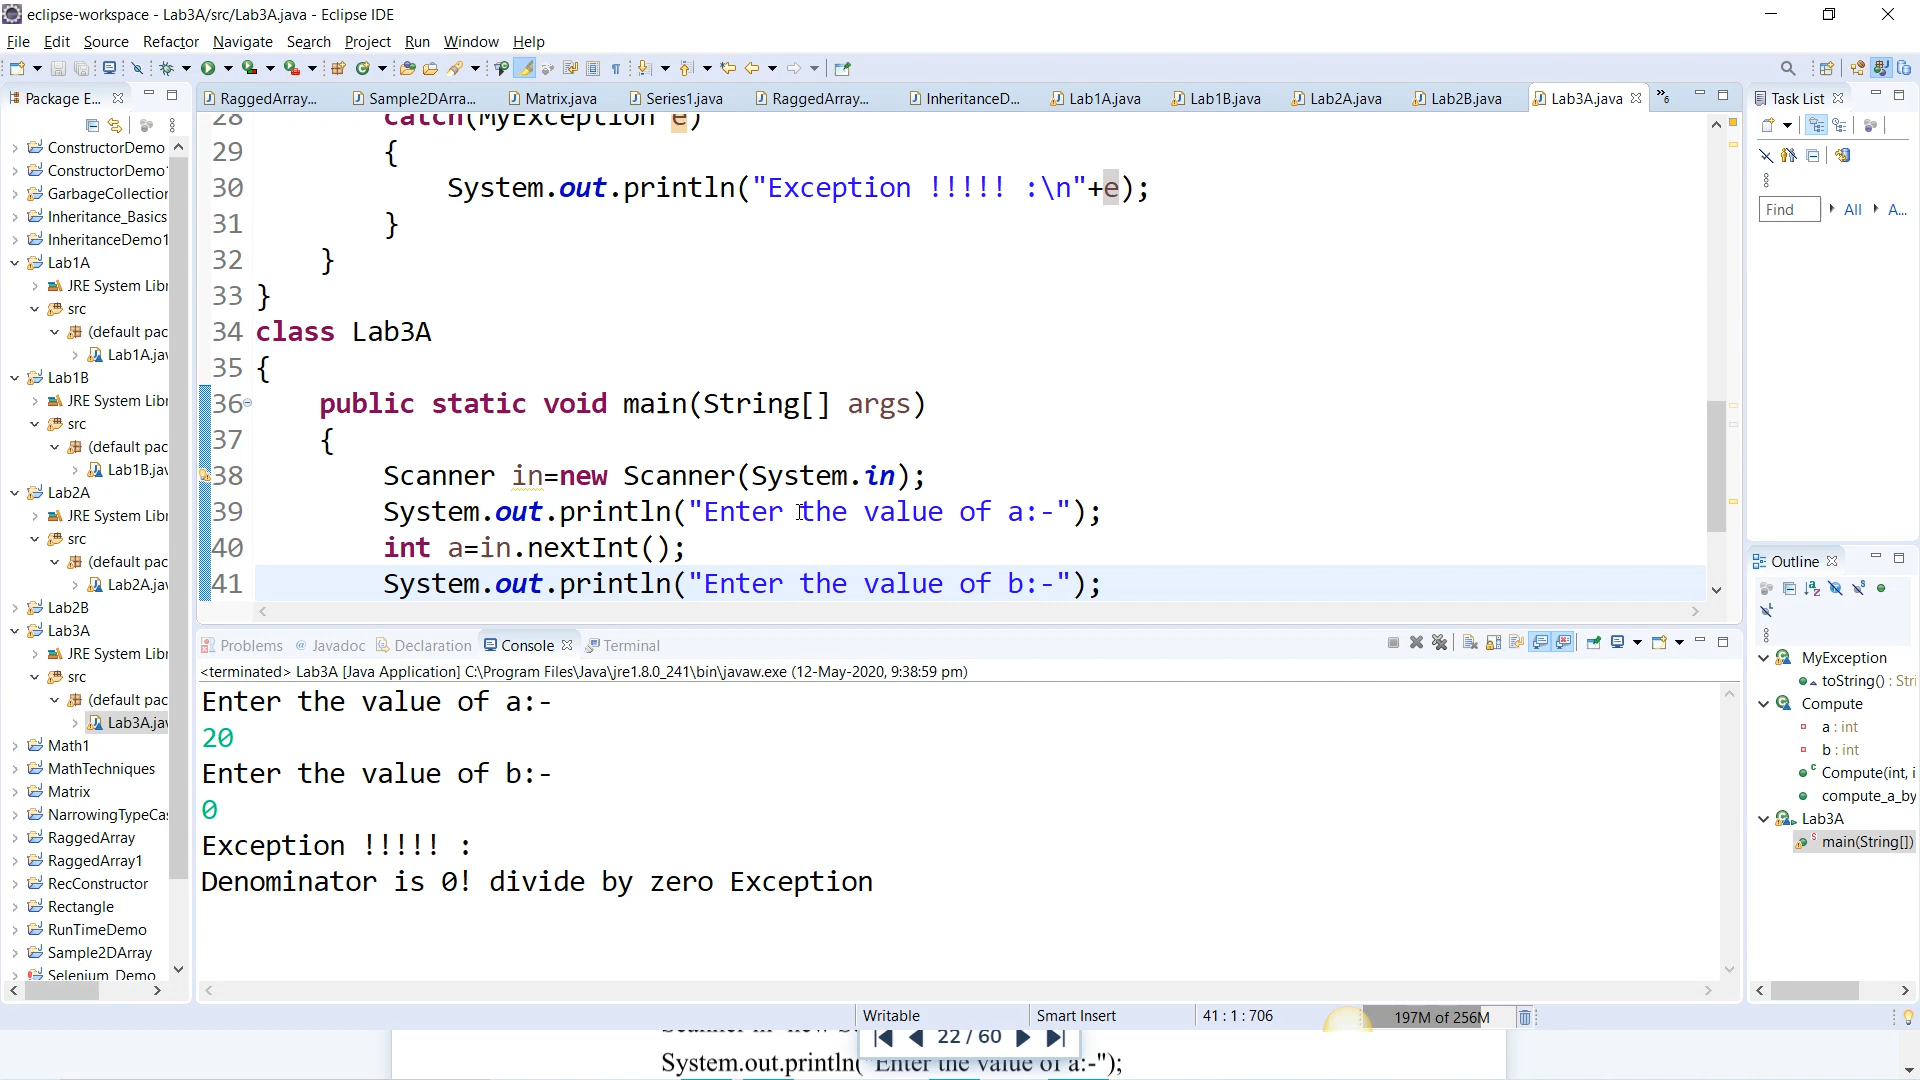 eclipse-workspace - Lab3A/src/Lab3A.java - Eclipse IDE
File Edit Source Refactor Navigate Search Project Run Window Help
Package E...
RaggedArray... Sample2DArra... Matrix.java Series1.java RaggedArray... InheritanceD... Lab1A.java Lab1B.java Lab2A.java Lab2B.java Lab3A.java »6
Task List
Find All A...
ConstructorDemo
ConstructorDemo
GarbageCollection
Inheritance_Basics
InheritanceDemo1
Lab1A
JRE System Libr
src
(default pac
Lab1A.jav
Lab1B
JRE System Libr
src
(default pac
Lab1B.jav
Lab2A
JRE System Libr
src
(default pac
Lab2A.jav
Lab2B
Lab3A
JRE System Libr
src
(default pac
Lab3A.jav
Math1
MathTechniques
Matrix
NarrowingTypeCa
RaggedArray
RaggedArray1
RecConstructor
Rectangle
RunTimeDemo
Sample2DArray
Selenium_Demo
28 catch(MyException e)
29 {
30 System.out.println("Exception !!!!! :\n"+e);
31 }
32 }
33 }
34 class Lab3A
35 {
36 public static void main(String[] args)
37 {
38 Scanner in=new Scanner(System.in);
39 System.out.println("Enter the value of a:-");
40 int a=in.nextInt();
41 System.out.println("Enter the value of b:-");
Problems @ Javadoc Declaration Console Terminal
<terminated> Lab3A [Java Application] C:\Program Files\Java\jre1.8.0_241\bin\javaw.exe (12-May-2020, 9:38:59 pm)
Enter the value of a:-
20
Enter the value of b:-
0
Exception !!!!! :
Denominator is 0! divide by zero Exception
Outline
MyException
toString() : Stri
Compute
a : int
b : int
Compute(int, i
compute_a_by
Lab3A
main(String[])
Writable Smart Insert 41 : 1 : 706 197M of 256M
22 / 60
System.out.println("Enter the value of a:-");